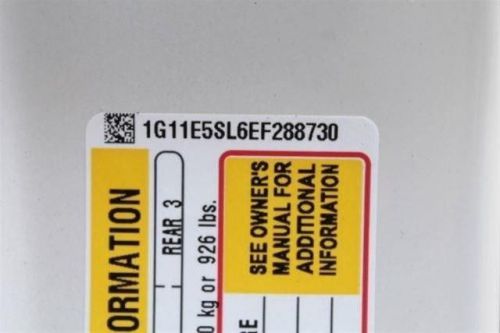 1G11E5SL6EF288730
ORMATION
REAR 3
0 kg or 926 lbs.
SEE OWNER'S
MANUAL FOR
ADDITIONAL
INFORMATION